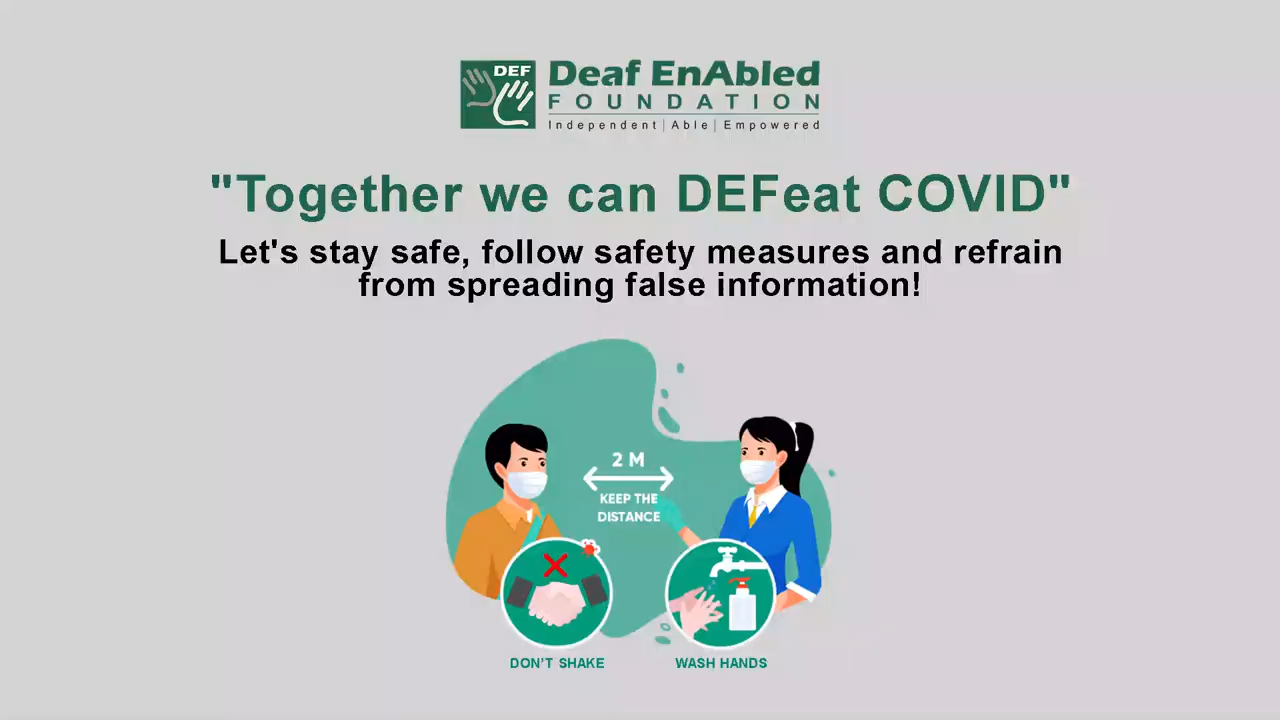 DEF
Deaf EnAbled
FOUNDATION
Independent | Able | Empowered
"Together we can DEFeat COVID"
Let's stay safe, follow safety measures and refrain
from spreading false information!
2 M
KEEP THE
DISTANCE
DON'T SHAKE
WASH HANDS